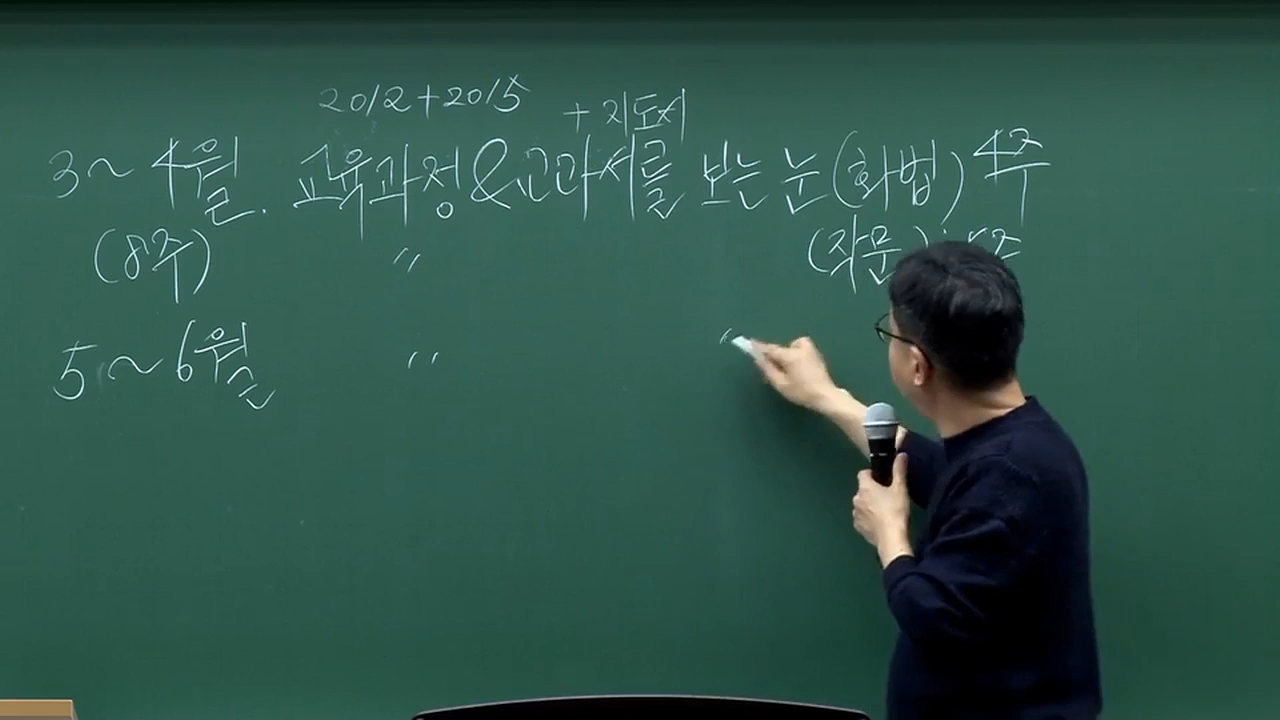 2012+2015 +지도서
3~4월. 교육과정&교과서를 보는 눈(화법) 4주
(8주) 〃 (작문)
5~6월 〃 〃